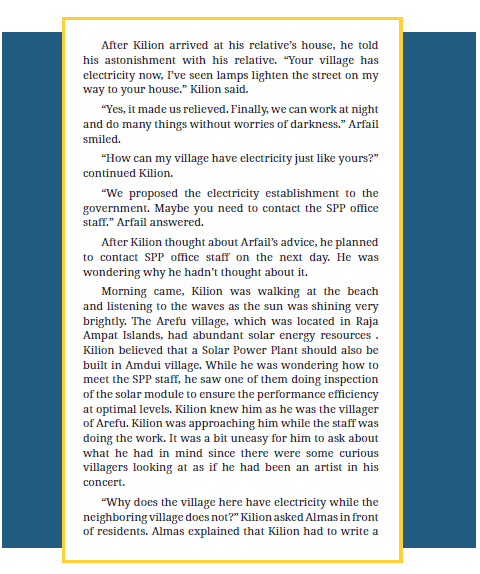 After Kilion arrived at his relative's house, he told
his astonishment with his relative. “Your village has
electricity now, I've seen lamps lighten the street on my
way to your house.” Kilion said.
“Yes, it made us relieved. Finally, we can work at night
and do many things without worries of darkness.” Arfail
smiled.
“How can my village have electricity just like yours?”
continued Kilion.
“We proposed the electricity establishment to the
government. Maybe you need to contact the SPP office
staff.” Arfail answered.
After Kilion thought about Arfail's advice, he planned
to contact SPP office staff on the next day. He was
wondering why he hadn't thought about it.
Morning came, Kilion was walking at the beach
and listening to the waves as the sun was shining very
brightly. The Arefu village, which was located in Raja
Ampat Islands, had abundant solar energy resources .
Kilion believed that a Solar Power Plant should also be
built in Amdui village. While he was wondering how to
meet the SPP staff, he saw one of them doing inspection
of the solar module to ensure the performance efficiency
at optimal levels. Kilion knew him as he was the villager
of Arefu. Kilion was approaching him while the staff was
doing the work. It was a bit uneasy for him to ask about
what he had in mind since there were some curious
villagers looking at as if he had been an artist in his
concert.
“Why does the village here have electricity while the
neighboring village does not?” Kilion asked Almas in front
of residents. Almas explained that Kilion had to write a